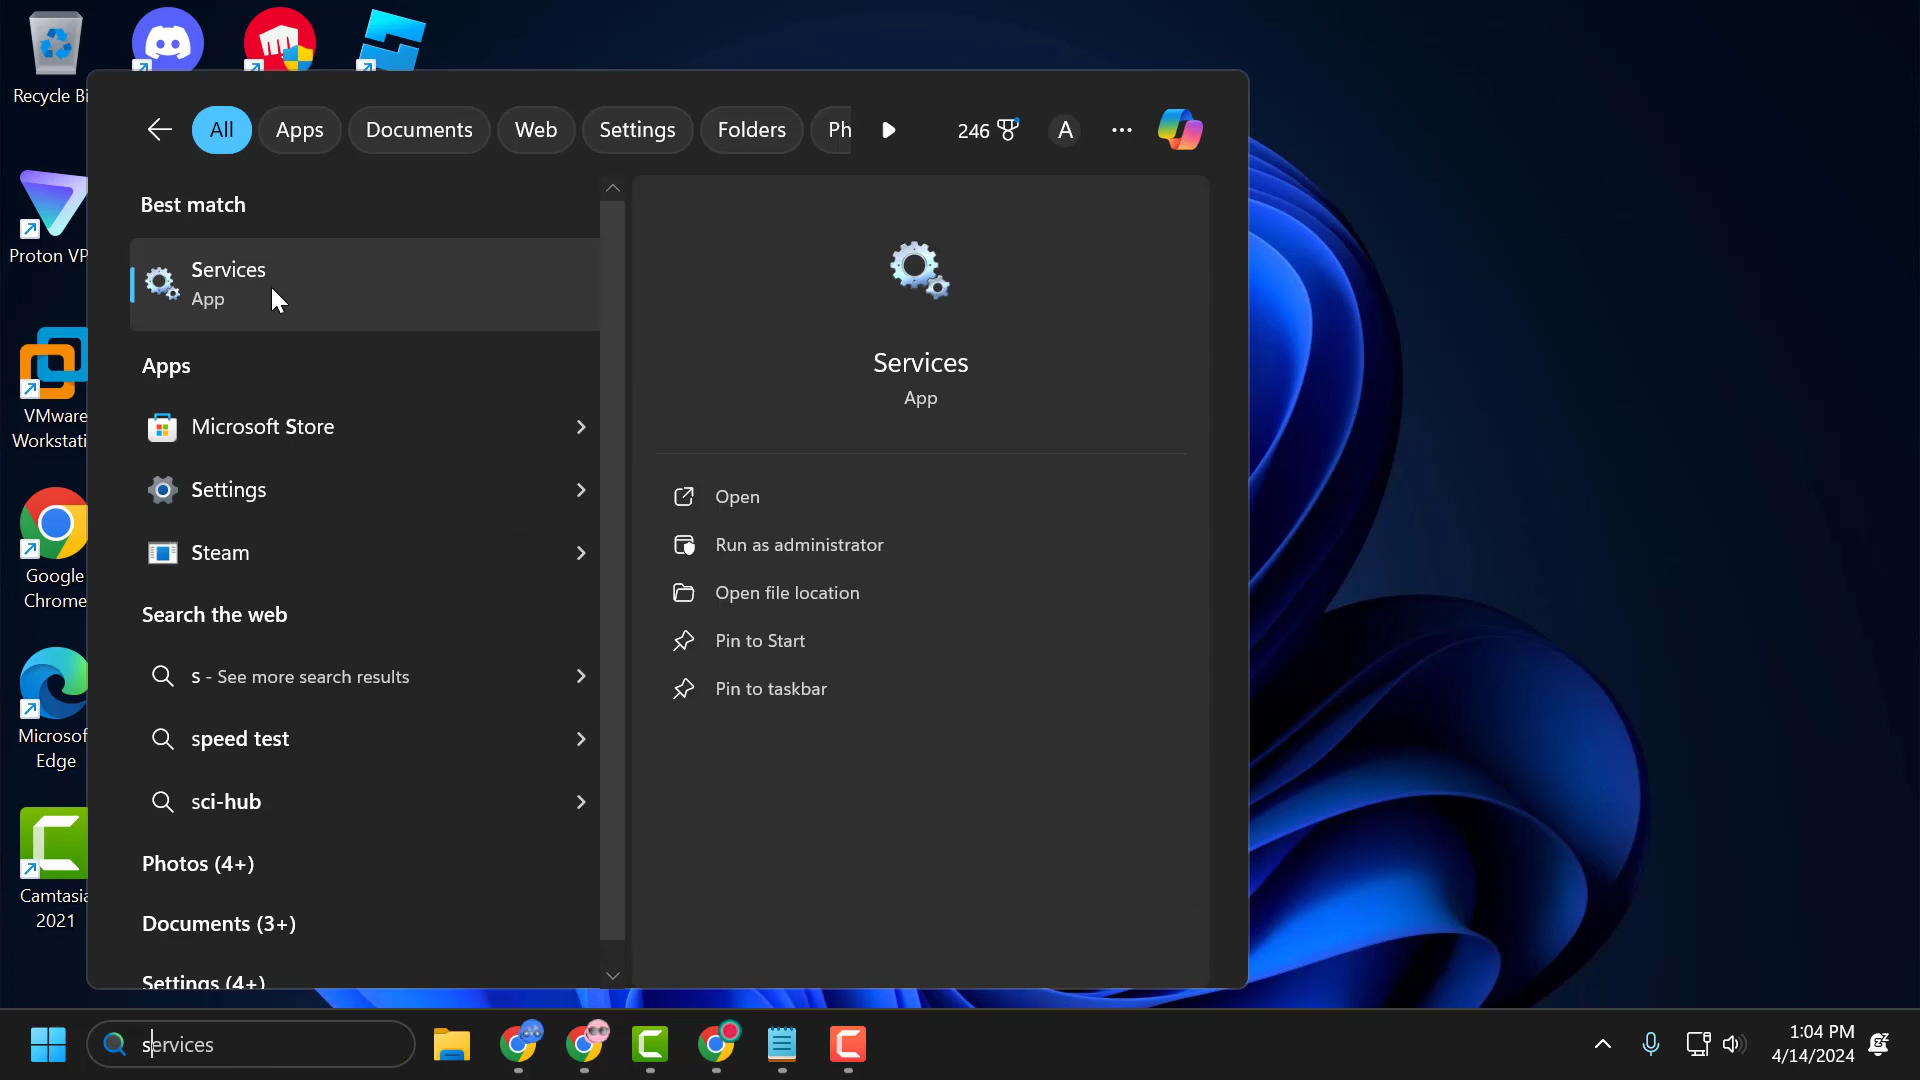 Recycle Bi
Proton VP
VMware
Workstati
Google
Chrome
Microsof
Edge
Camtasia
2021
All
Apps
Documents
Web
Settings
Folders
Ph
246
A
Best match
Services
App
Apps
Microsoft Store
Settings
Steam
Search the web
s - See more search results
speed test
sci-hub
Photos (4+)
Documents (3+)
Settings (4+)
Services
App
Open
Run as administrator
Open file location
Pin to Start
Pin to taskbar
services
1:04 PM
4/14/2024